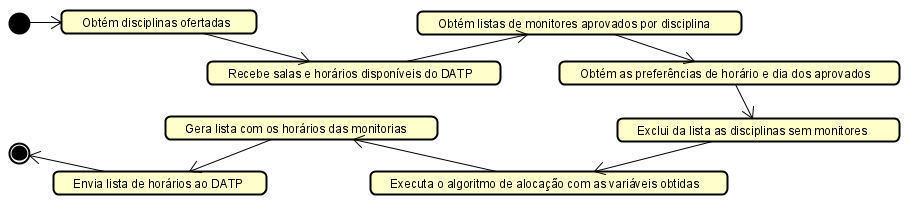 Obtém disciplinas ofertadas
Recebe salas e horários disponíveis do DATP
Obtém listas de monitores aprovados por disciplina
Obtém as preferências de horário e dia dos aprovados
Exclui da lista as disciplinas sem monitores
Executa o algoritmo de alocação com as variáveis obtidas
Gera lista com os horários das monitorias
Envia lista de horários ao DATP